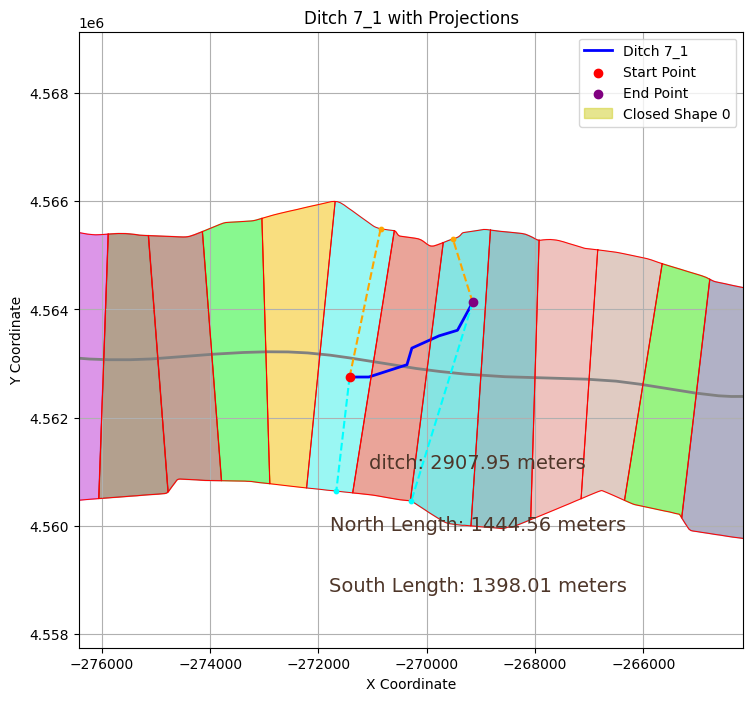 Ditch 7_1 with Projections
1e6
Ditch 7_1
Start Point
End Point
Closed Shape 0
4.568
4.566
4.564
4.562
4.560
4.558
Y Coordinate
ditch: 2907.95 meters
North Length: 1444.56 meters
South Length: 1398.01 meters
−276000 −274000 −272000 −270000 −268000 −266000
X Coordinate